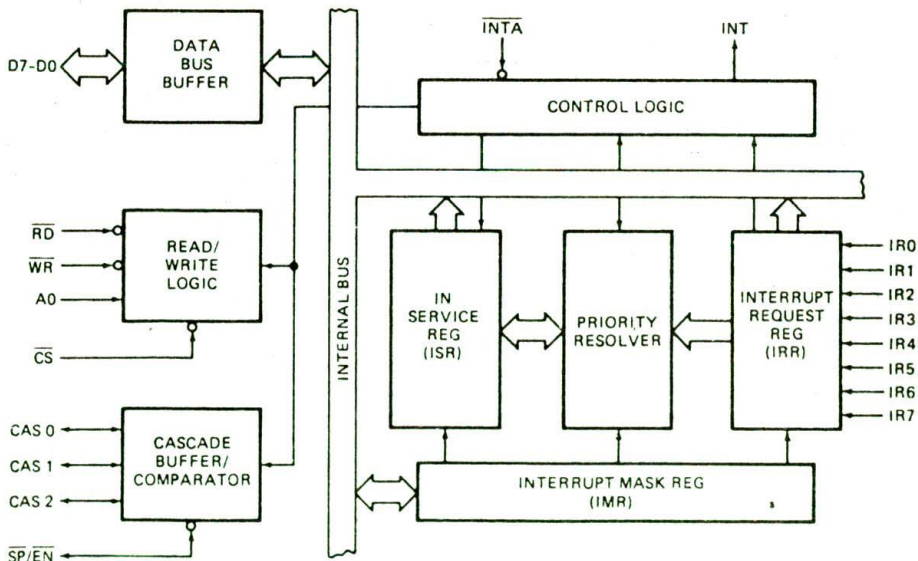 INTA
INT
D7-D0
DATA
BUS
BUFFER
CONTROL LOGIC
RD
WR
A0
CS
READ/
WRITE
LOGIC
INTERNAL BUS
IN
SERVICE
REG
(ISR)
PRIORITY
RESOLVER
INTERRUPT
REQUEST
REG
(IRR)
IR0
IR1
IR2
IR3
IR4
IR5
IR6
IR7
CAS 0
CAS 1
CAS 2
SP/EN
CASCADE
BUFFER/
COMPARATOR
INTERRUPT MASK REG
(IMR)